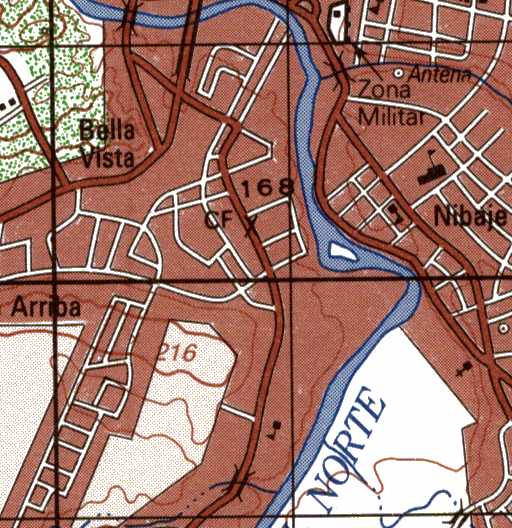 Antena
Zona
Militar
Bella
Vista
168
CF
Nibaje
Arriba
216
NORTE